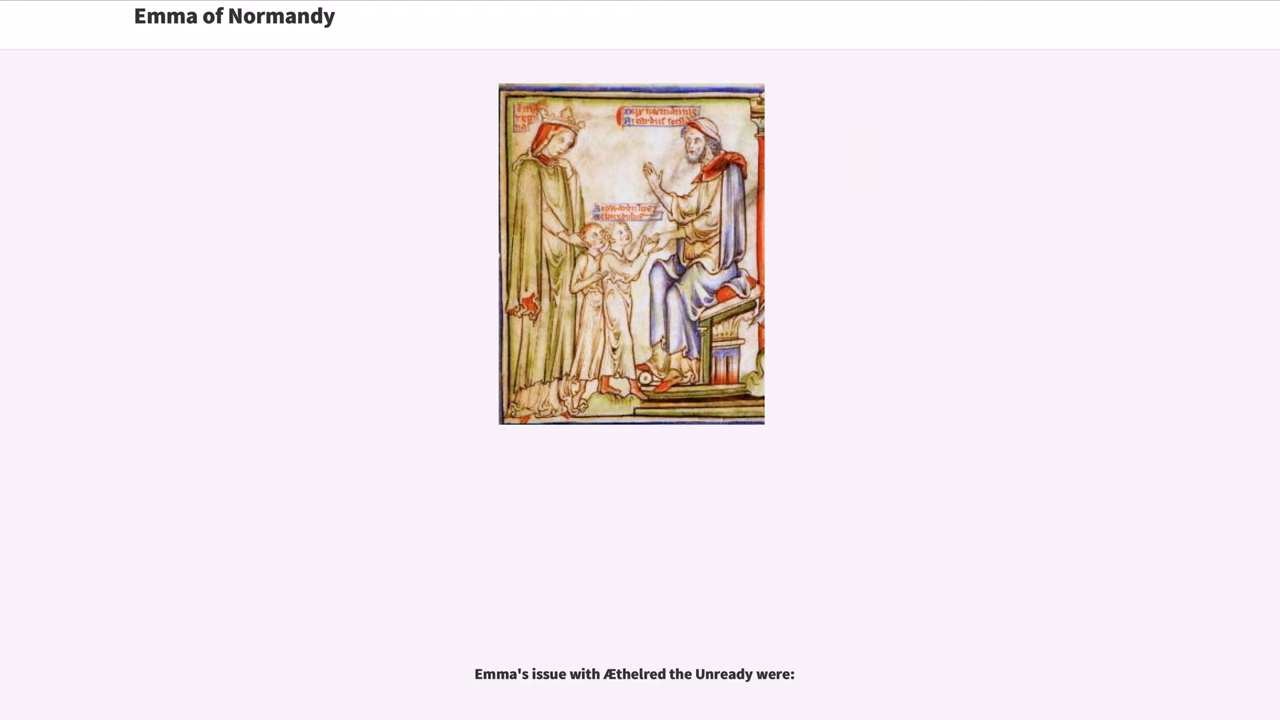 Emma of Normandy
Emma's issue with Æthelred the Unready were: